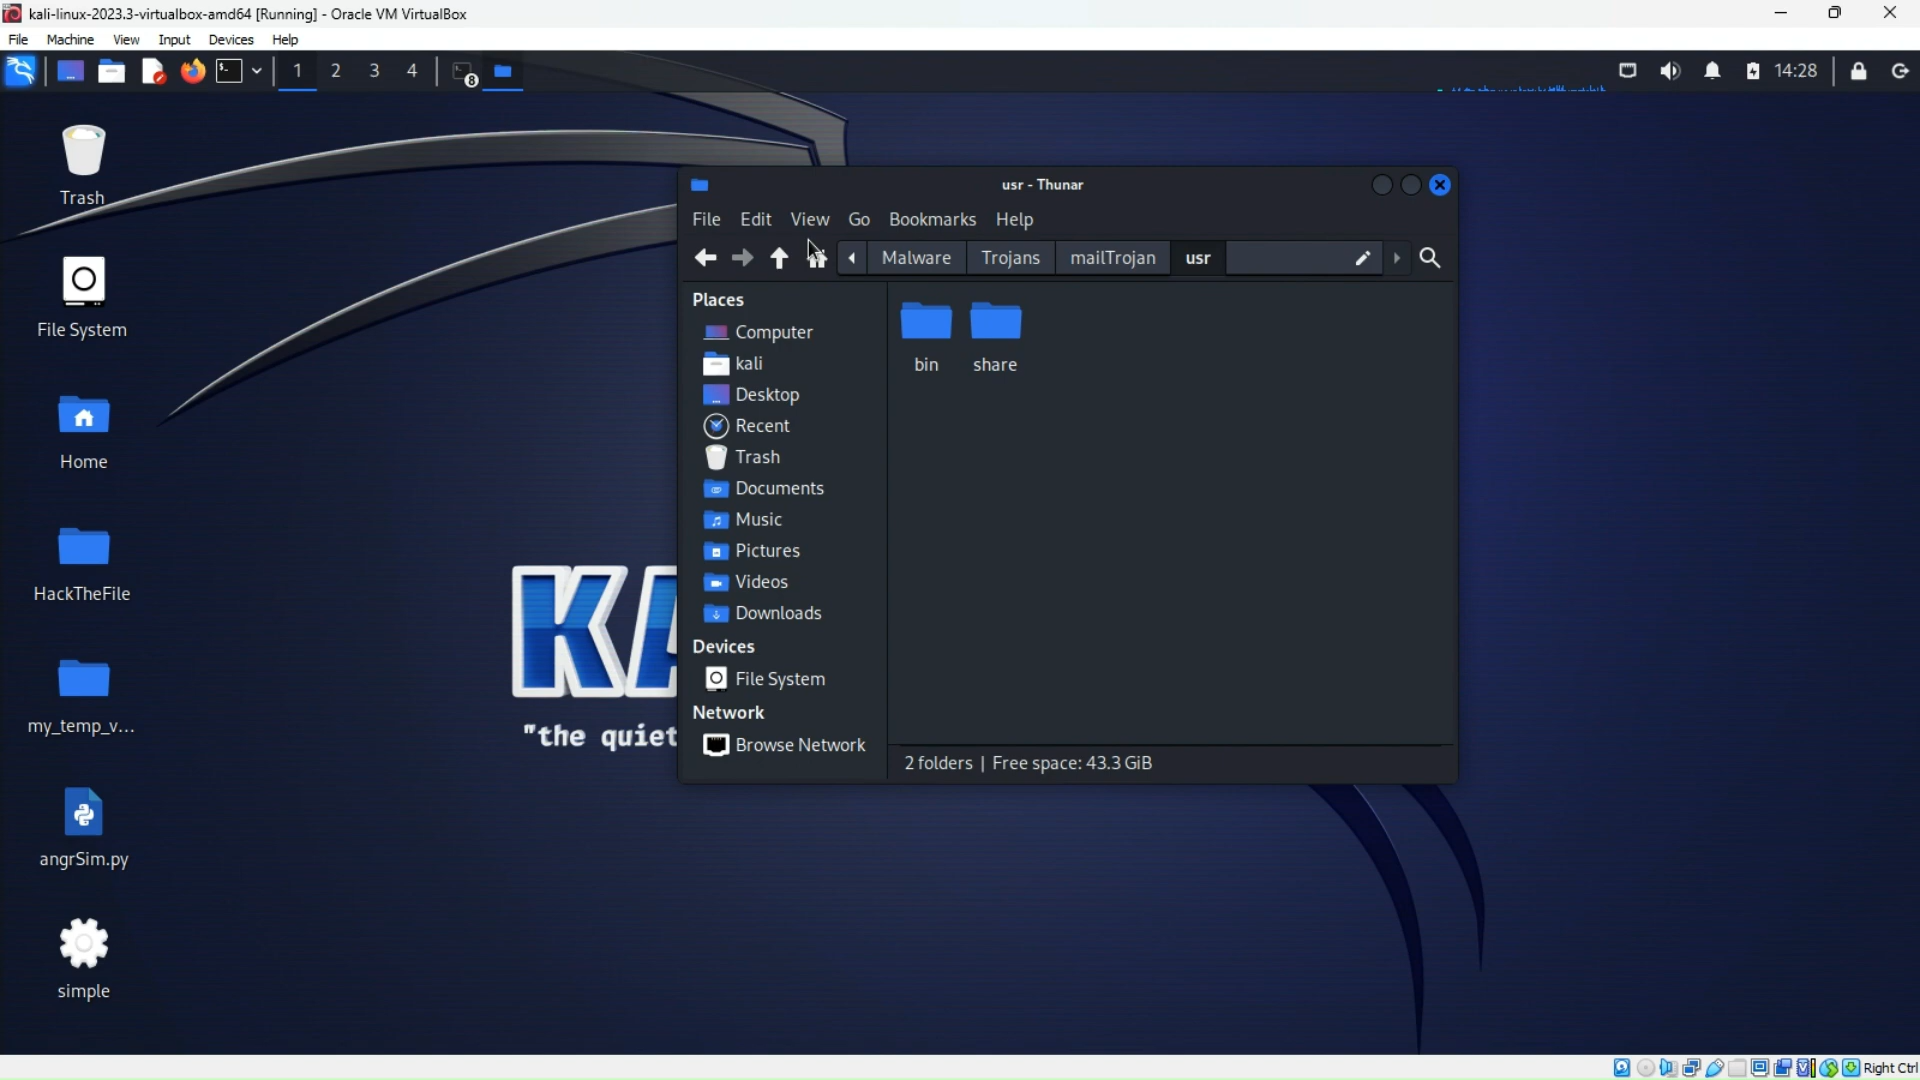 kali-linux-2023.3-virtualbox-amd64 [Running] - Oracle VM VirtualBox
File Machine View Input Devices Help
1 2 3 4 8 14:28
Trash
File System
Home
HackTheFile
my_temp_v...
angrSim.py
simple
KA
"the quiet
usr - Thunar
File Edit View Go Bookmarks Help
Malware Trojans mailTrojan usr
Places
Computer
kali
Desktop
Recent
Trash
Documents
Music
Pictures
Videos
Downloads
Devices
File System
Network
Browse Network
bin share
2 folders | Free space: 43.3 GiB
Right Ctrl